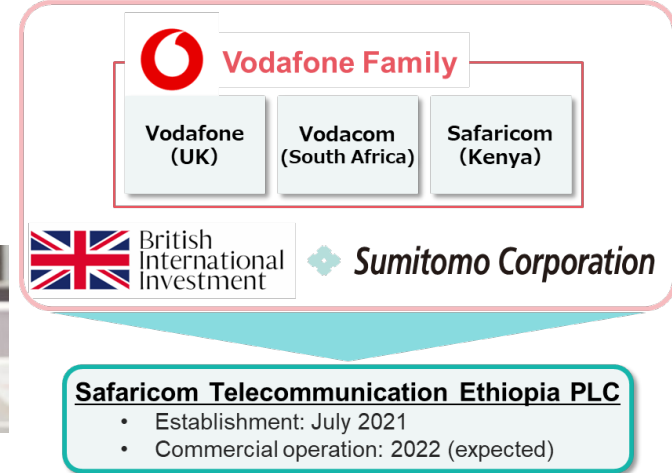 Vodafone Family
Vodafone
（UK）
Vodacom
(South Africa)
Safaricom
（Kenya）
British
International
Investment
Sumitomo Corporation
Safaricom Telecommunication Ethiopia PLC
• Establishment: July 2021
• Commercial operation: 2022 (expected)